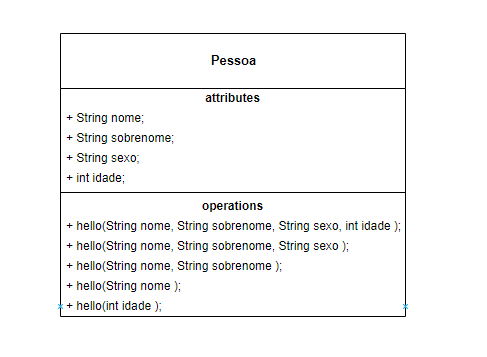 Pessoa
attributes
+ String nome;
+ String sobrenome;
+ String sexo;
+ int idade;
operations
+ hello(String nome, String sobrenome, String sexo, int idade );
+ hello(String nome, String sobrenome, String sexo );
+ hello(String nome, String sobrenome );
+ hello(String nome );
+ hello(int idade );